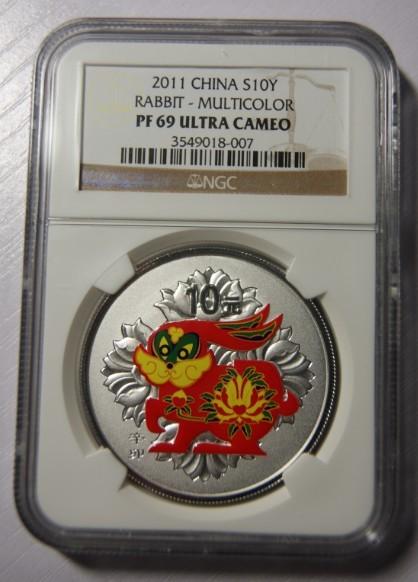 2011 CHINA S10Y
RABBIT - MULTICOLOR
PF 69 ULTRA CAMEO
3549018-007
NGC
10元
辛
卯